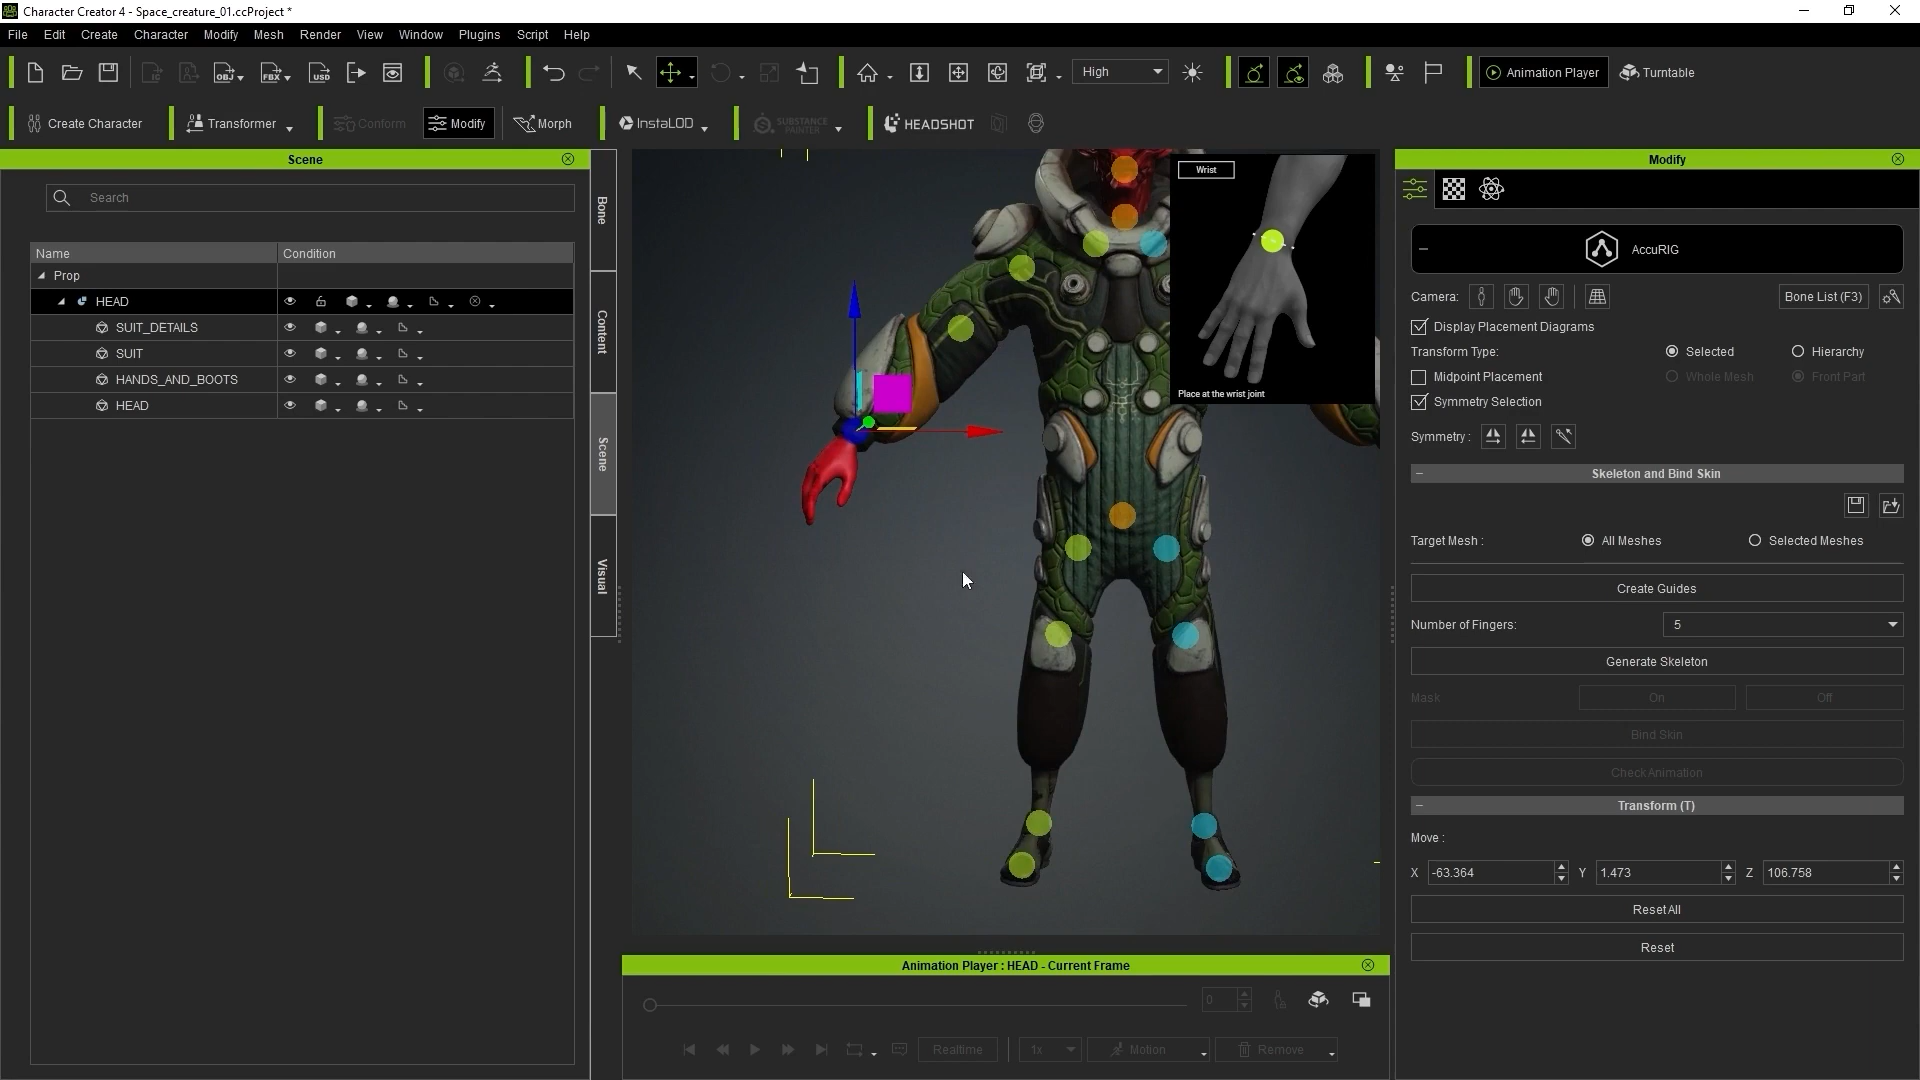 Character Creator 4 - Space_creature_01.ccProject *
File Edit Create Character Modify Mesh Render View Window Plugins Script Help
OBJ FBX USD High Animation Player Turntable
Create Character Transformer Conform Modify Morph InstaLOD SUBSTANCE PAINTER HEADSHOT
Scene
Search
Name Condition
Prop
HEAD
SUIT_DETAILS
SUIT
HANDS_AND_BOOTS
HEAD
Bone
Content
Scene
Visual
Wrist
Place at the wrist joint
Modify
AccuRIG
Camera: Bone List (F3)
Display Placement Diagrams
Transform Type: Selected Hierarchy
Midpoint Placement Whole Mesh Front Part
Symmetry Selection
Symmetry :
Skeleton and Bind Skin
Target Mesh : All Meshes Selected Meshes
Create Guides
Number of Fingers: 5
Generate Skeleton
Mask On Off
Bind Skin
Check Animation
Transform (T)
Move :
X -63.364 Y 1.473 Z 106.758
Reset All
Reset
Animation Player : HEAD - Current Frame
0
Realtime 1x Motion Remove